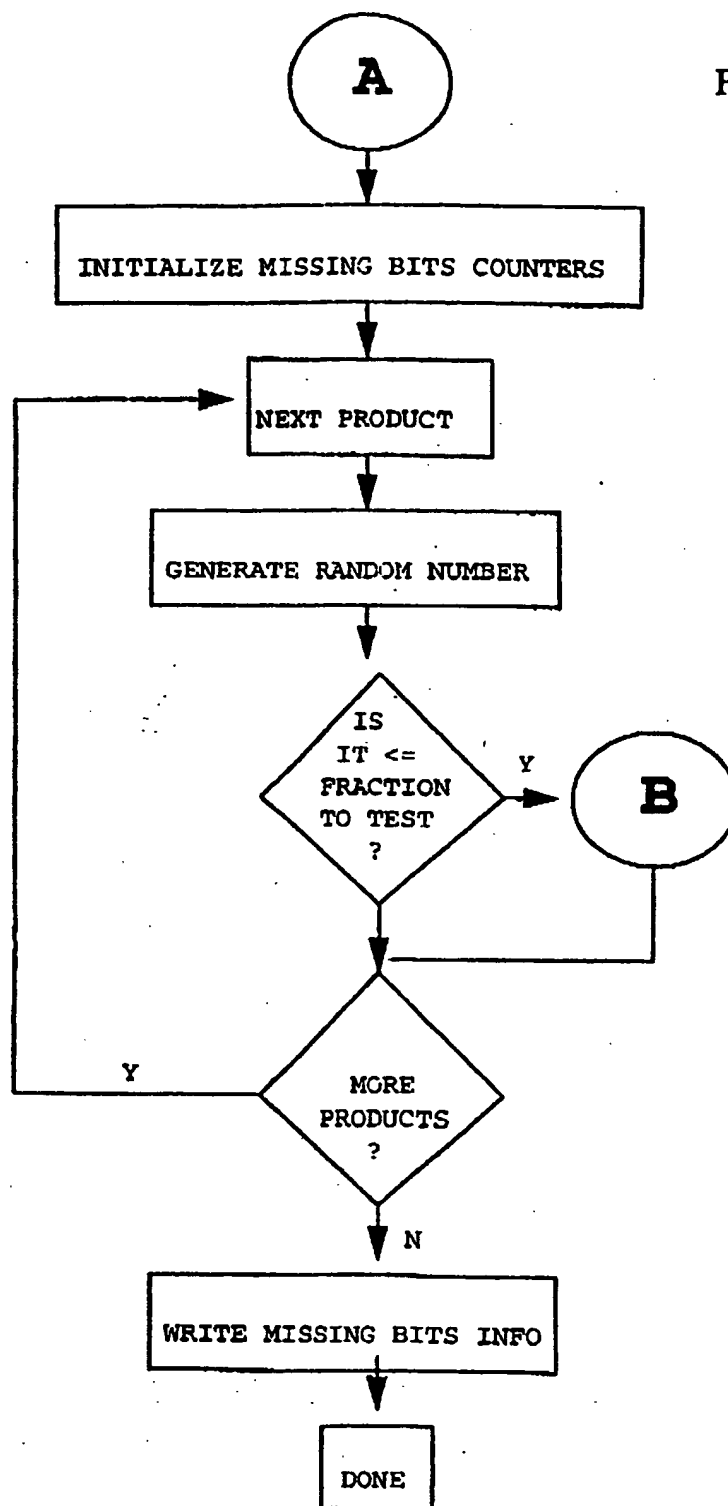 A
F
INITIALIZE MISSING BITS COUNTERS
NEXT PRODUCT
GENERATE RANDOM NUMBER
IS
IT <=
FRACTION
TO TEST
?
Y
B
Y
MORE
PRODUCTS
?
N
WRITE MISSING BITS INFO
DONE